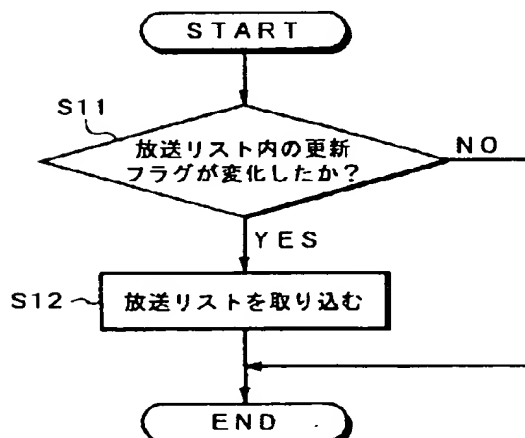 START
S11
放送リスト内の更新
フラグが変化したか？
NO
YES
S12
放送リストを取り込む
END